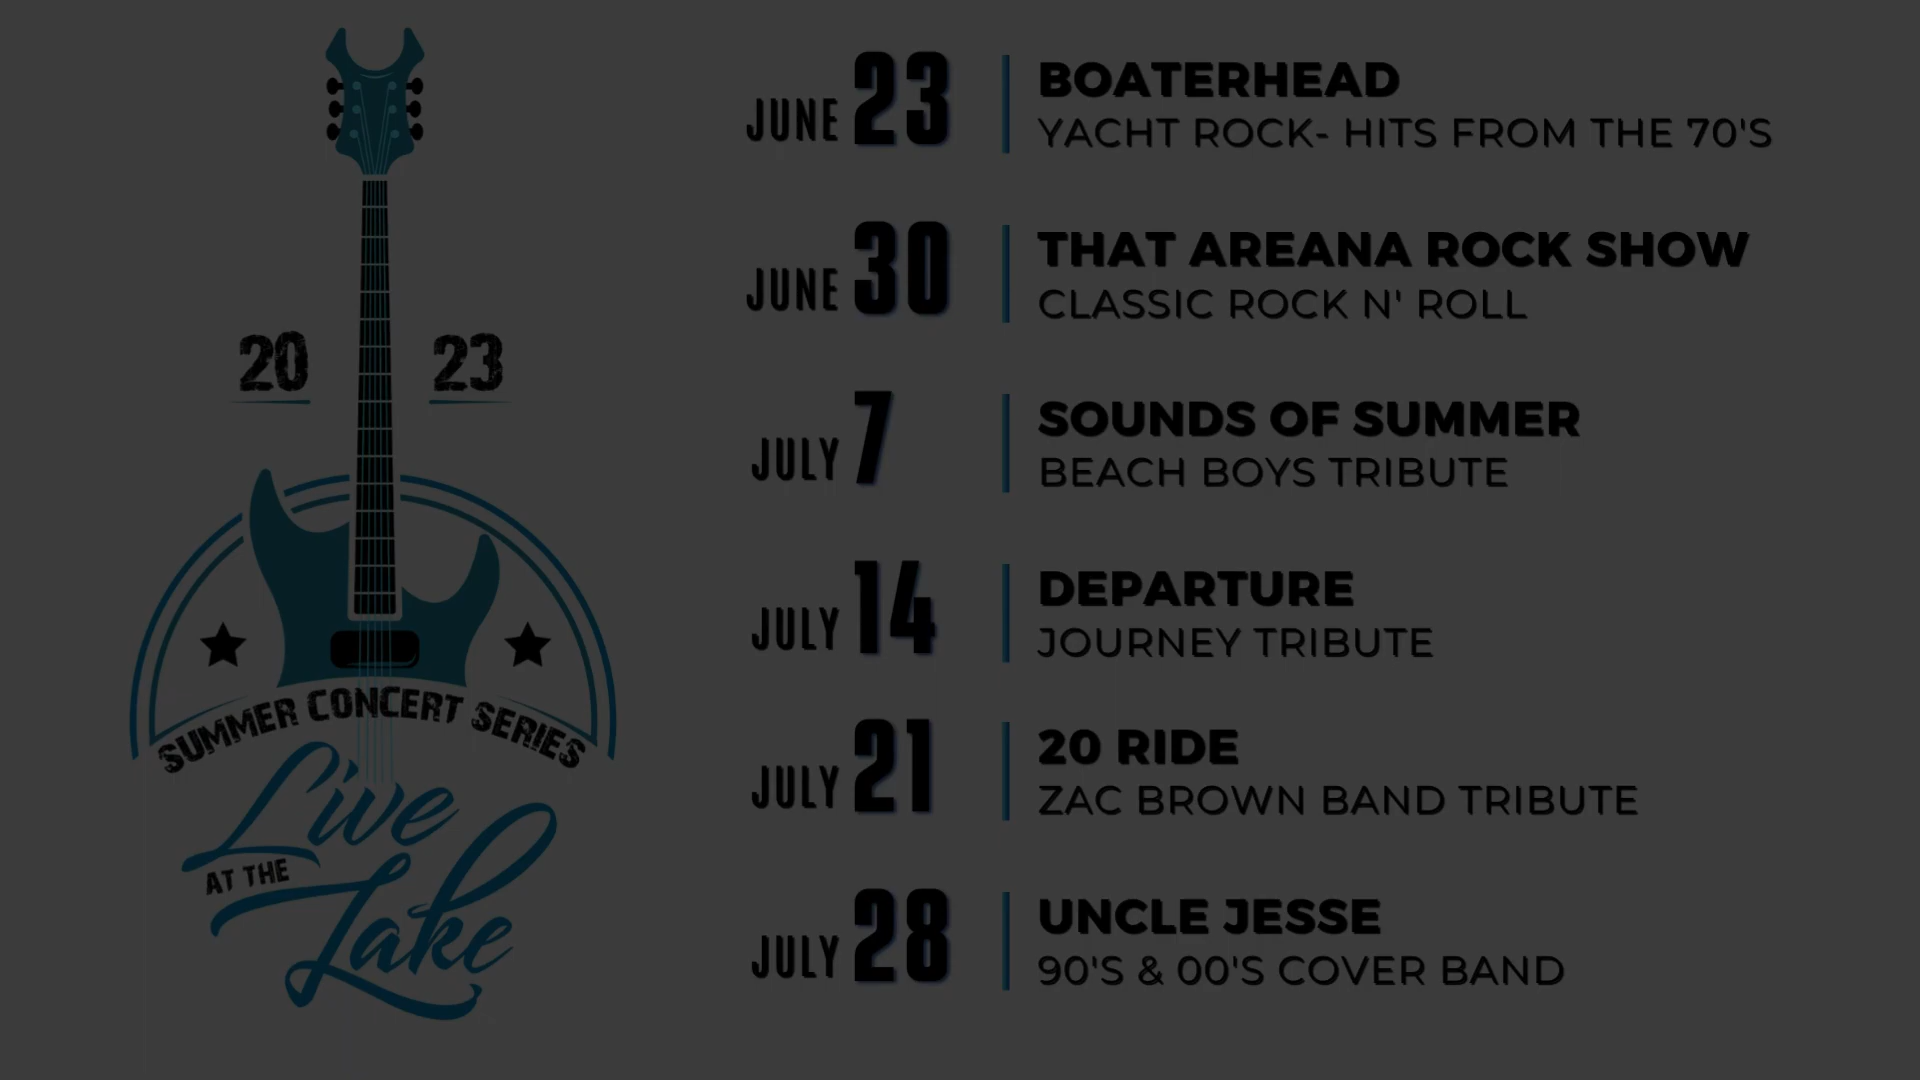 20 23
SUMMER CONCERT SERIES
Live
AT THE
Lake
JUNE 23
BOATERHEAD
YACHT ROCK- HITS FROM THE 70'S
JUNE 30
THAT AREANA ROCK SHOW
CLASSIC ROCK N' ROLL
JULY 7
SOUNDS OF SUMMER
BEACH BOYS TRIBUTE
JULY 14
DEPARTURE
JOURNEY TRIBUTE
JULY 21
20 RIDE
ZAC BROWN BAND TRIBUTE
JULY 28
UNCLE JESSE
90'S & 00'S COVER BAND